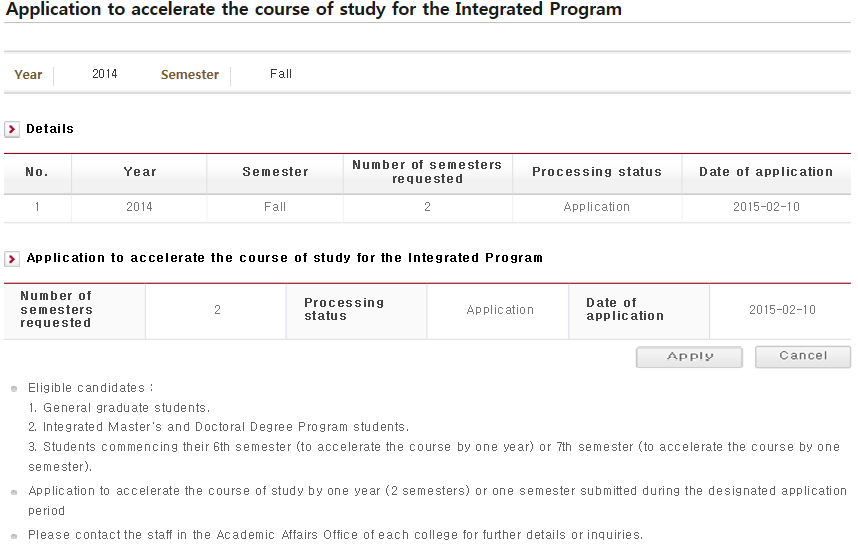 Application to accelerate the course of study for the Integrated Program
Year 2014 Semester Fall
Details
No. Year Semester Number of semesters requested Processing status Date of application
1 2014 Fall 2 Application 2015-02-10
Application to accelerate the course of study for the Integrated Program
Number of semesters requested 2 Processing status Application Date of application 2015-02-10
Apply Cancel
Eligible candidates :
1. General graduate students.
2. Integrated Master's and Doctoral Degree Program students.
3. Students commencing their 6th semester (to accelerate the course by one year) or 7th semester (to accelerate the course by one
semester).
Application to accelerate the course of study by one year (2 semesters) or one semester submitted during the designated application
period
Please contact the staff in the Academic Affairs Office of each college for further details or inquiries.